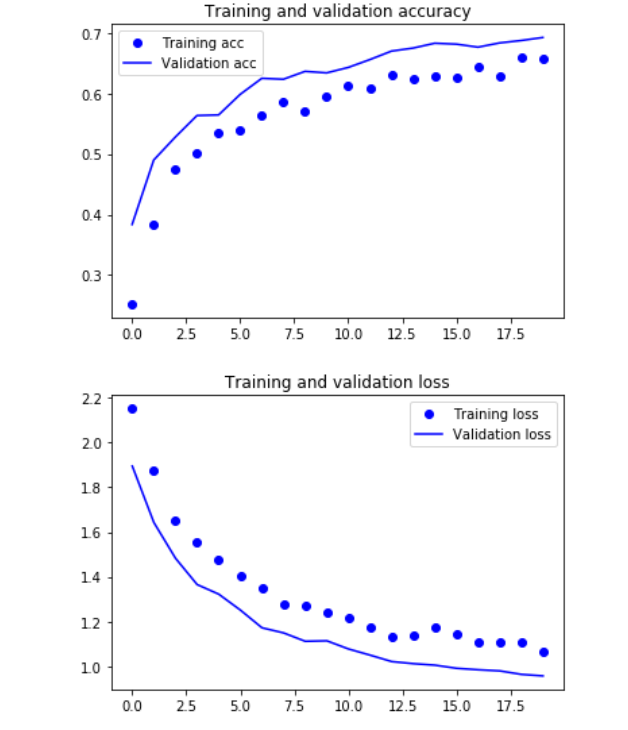 Training and validation accuracy
0.7
Training acc
Validation acc
0.6
0.5
0.4
0.3
0.0 2.5 5.0 7.5 10.0 12.5 15.0 17.5
Training and validation loss
2.2
Training loss
2.0
Validation loss
1.8
1.6
1.4
1.2
1.0
0.0 2.5 5.0 7.5 10.0 12.5 15.0 17.5